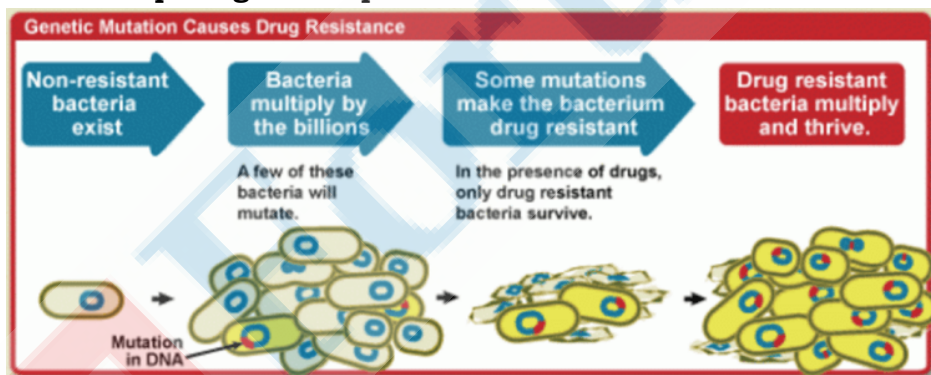 Genetic Mutation Causes Drug Resistance
Non-resistant
bacteria
exist
Bacteria
multiply by
the billions
Some mutations
make the bacterium
drug resistant
Drug resistant
bacteria multiply
and thrive.
A few of these
bacteria will
mutate.
In the presence of drugs,
only drug resistant
bacteria survive.
Mutation
in DNA